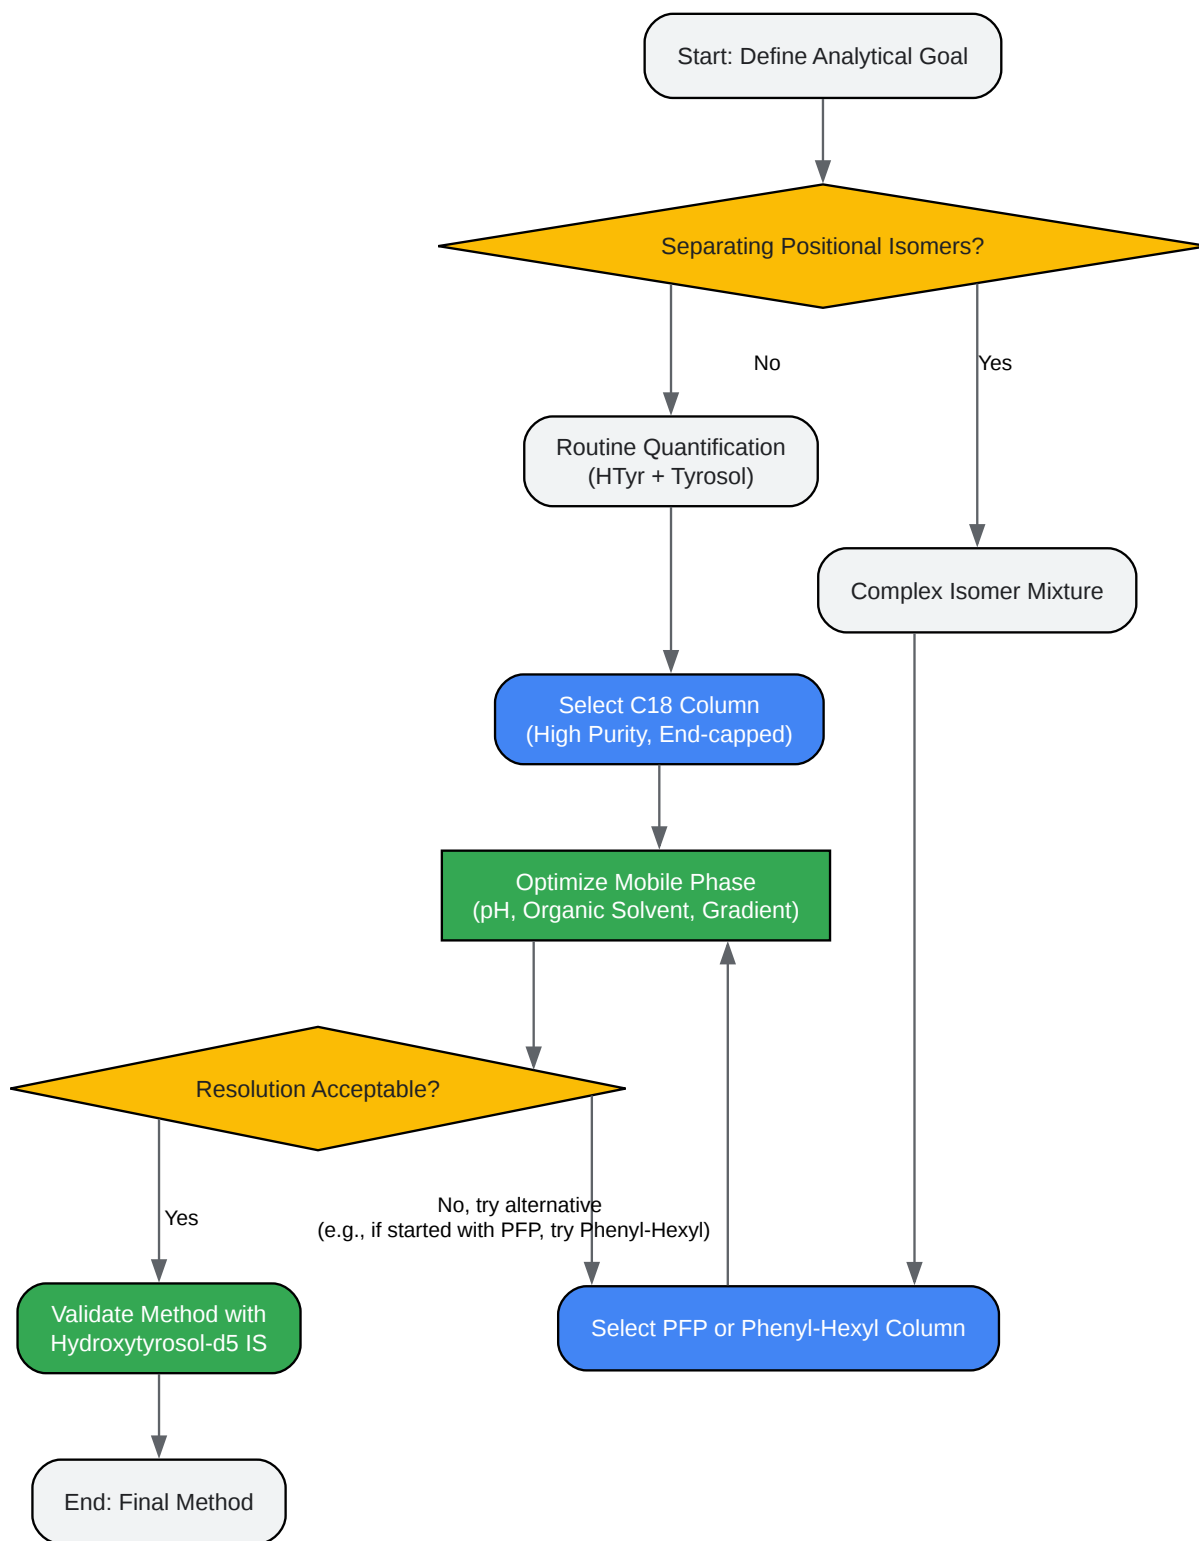 Start: Define Analytical Goal
Separating Positional Isomers?
No
Yes
Routine Quantification
(HTyr + Tyrosol)
Complex Isomer Mixture
Select C18 Column
(High Purity, End-capped)
Optimize Mobile Phase
(pH, Organic Solvent, Gradient)
Resolution Acceptable?
Yes
No, try alternative
(e.g., if started with PFP, try Phenyl-Hexyl)
Validate Method with
Hydroxytyrosol-d5 IS
Select PFP or Phenyl-Hexyl Column
End: Final Method